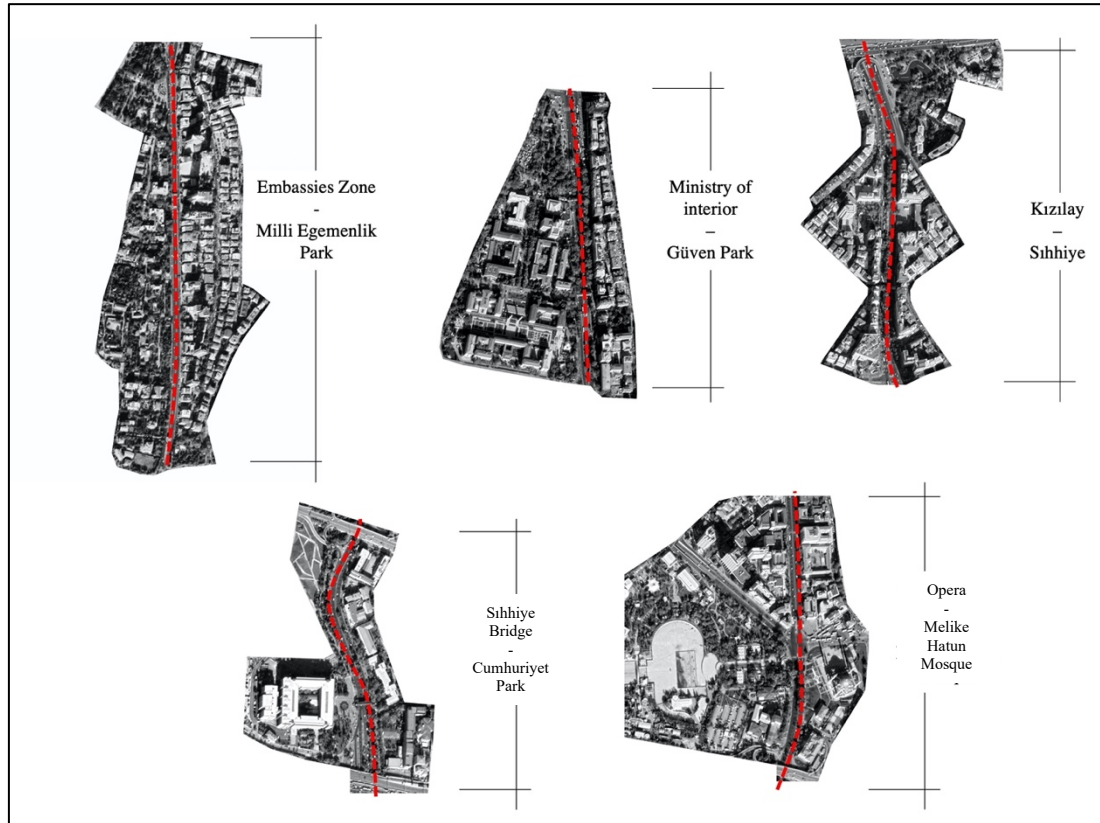 Embassies Zone
-
Milli Egemenlik
Park
Ministry of
interior
–
Güven Park
Kızılay
–
Sıhhiye
Sıhhiye
Bridge
-
Cumhuriyet
Park
Opera
-
Melike
Hatun
Mosque
-